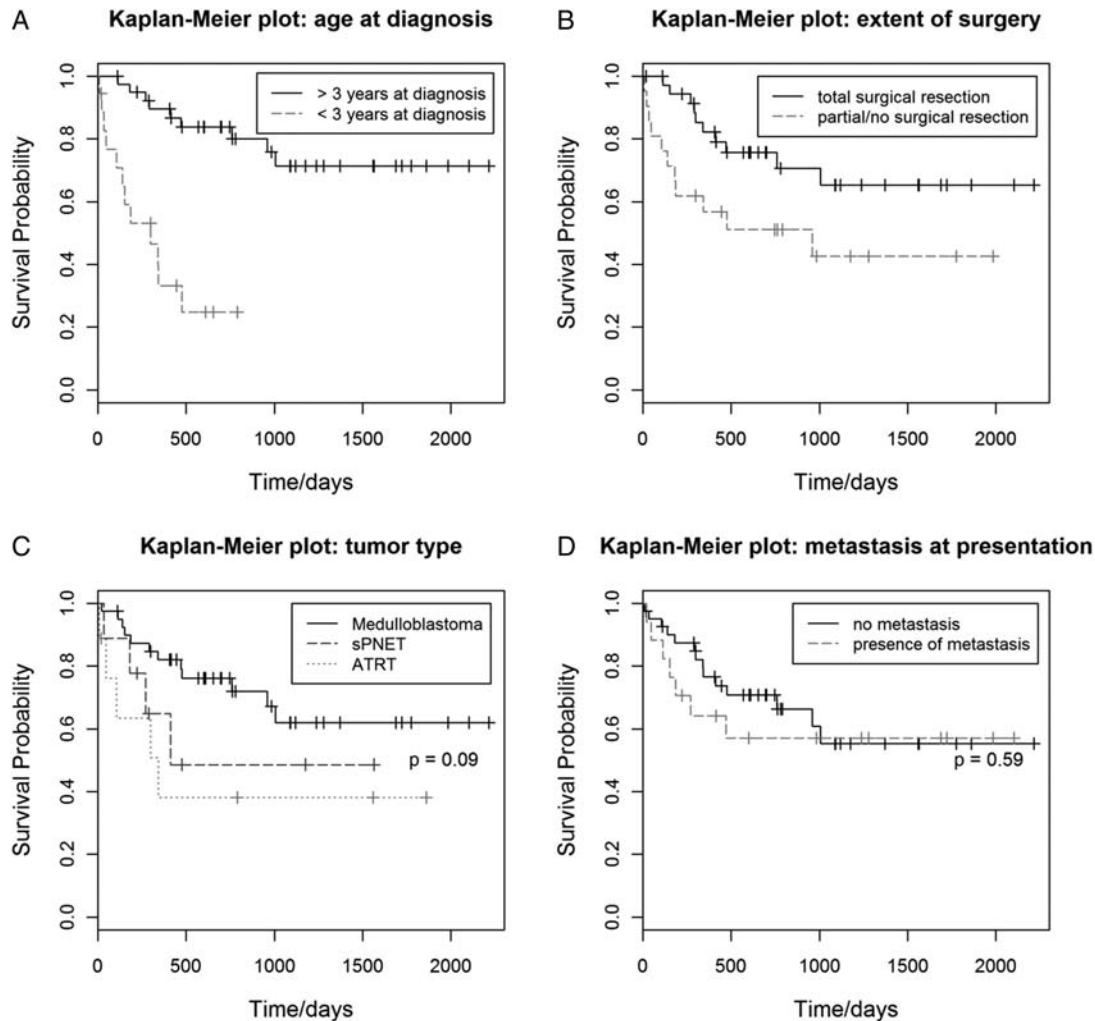 A
Kaplan-Meier plot: age at diagnosis
1.0
0.8
0.6
0.4
0.2
0.0
Survival Probability
> 3 years at diagnosis
< 3 years at diagnosis
0 500 1000 1500 2000
Time/days
B
Kaplan-Meier plot: extent of surgery
1.0
0.8
0.6
0.4
0.2
0.0
Survival Probability
total surgical resection
partial/no surgical resection
0 500 1000 1500 2000
Time/days
C
Kaplan-Meier plot: tumor type
1.0
0.8
0.6
0.4
0.2
0.0
Survival Probability
Medulloblastoma
sPNET
ATRT
p = 0.09
0 500 1000 1500 2000
Time/days
D
Kaplan-Meier plot: metastasis at presentation
1.0
0.8
0.6
0.4
0.2
0.0
Survival Probability
no metastasis
presence of metastasis
p = 0.59
0 500 1000 1500 2000
Time/days